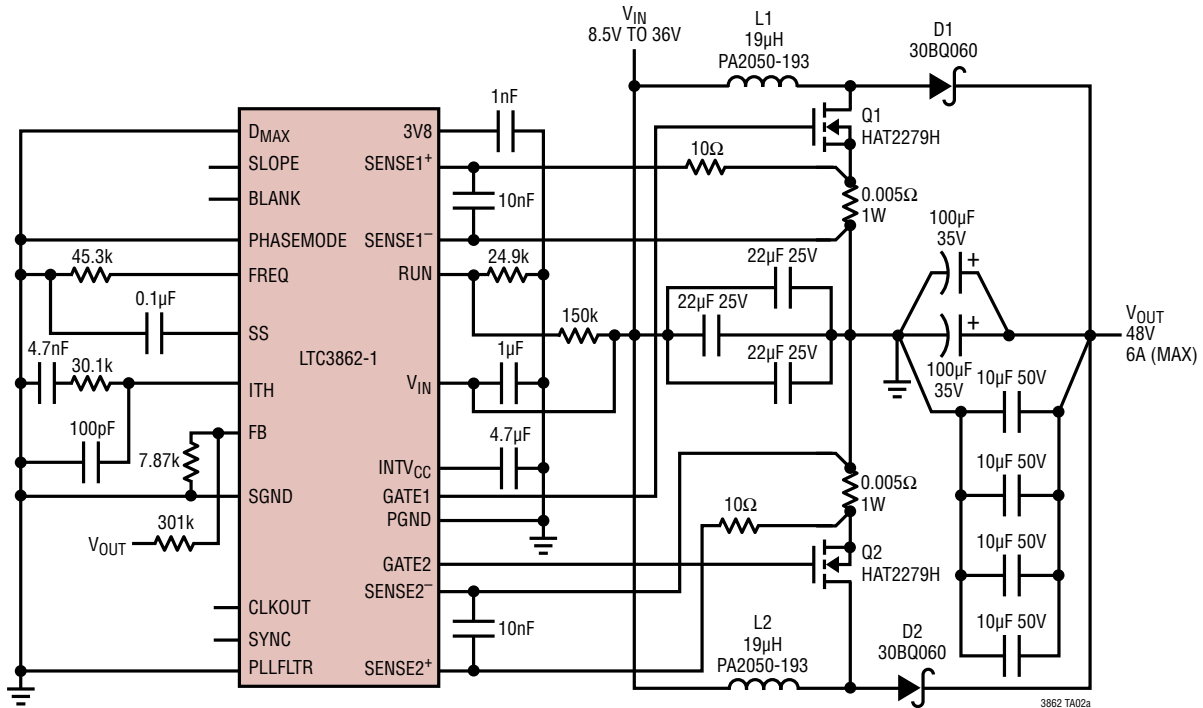 VIN
8.5V TO 36V
L1
19µH
PA2050-193
D1
30BQ060
1nF
DMAX
3V8
Q1
HAT2279H
SLOPE
SENSE1+
10Ω
BLANK
10nF
0.005Ω
1W
PHASEMODE
SENSE1–
100µF
35V
+
45.3k
FREQ
RUN
24.9k
22µF 25V
0.1µF
22µF 25V
SS
150k
+
VOUT
48V
6A (MAX)
LTC3862-1
4.7nF
30.1k
1µF
22µF 25V
100µF
35V
ITH
VIN
10µF 50V
100pF
FB
4.7µF
7.87k
INTVCC
10µF 50V
SGND
GATE1
0.005Ω
1W
10Ω
301k
PGND
VOUT
10µF 50V
GATE2
Q2
HAT2279H
SENSE2–
CLKOUT
10nF
10µF 50V
SYNC
L2
19µH
PA2050-193
D2
30BQ060
PLLFLTR
SENSE2+
3862 TA02a